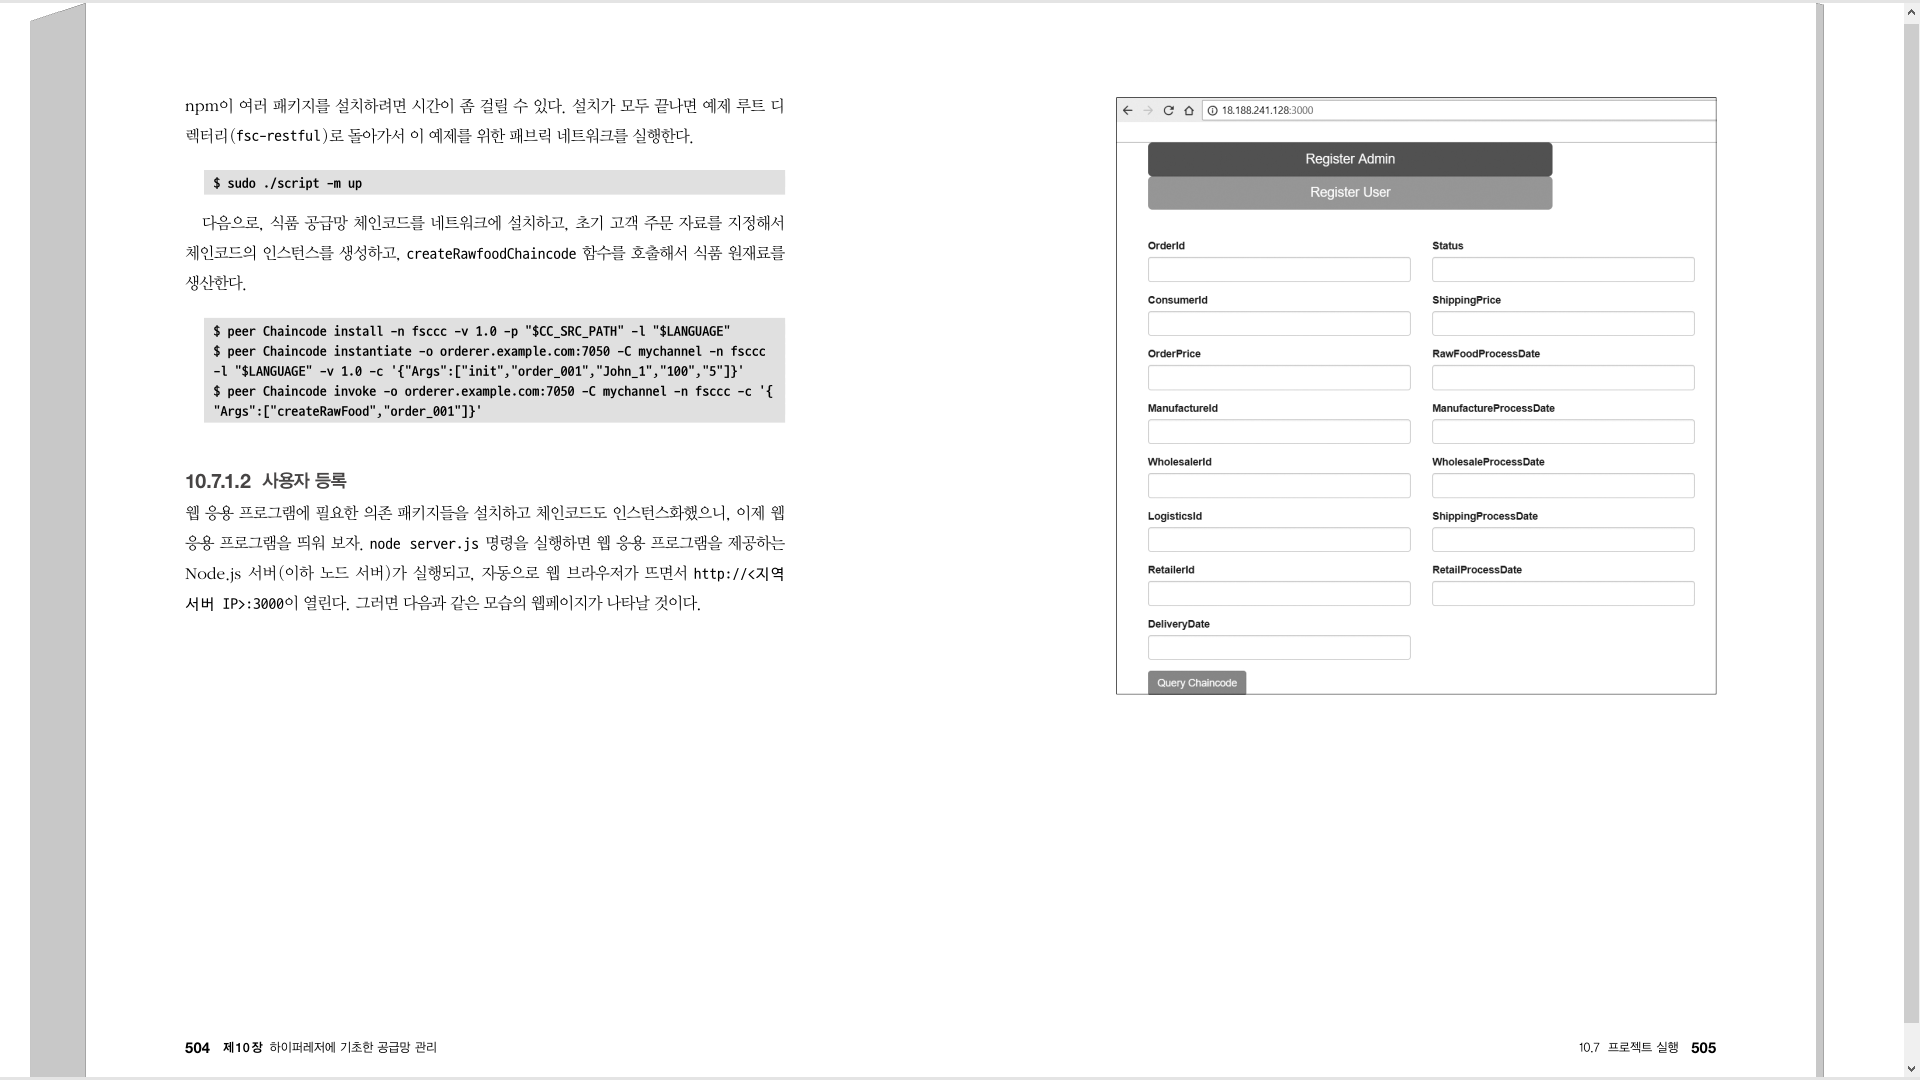 npm이 여러 패키지를 설치하려면 시간이 좀 걸릴 수 있다. 설치가 모두 끝나면 예제 루트 디
렉터리(fsc-restful)로 돌아가서 이 예제를 위한 패브릭 네트워크를 실행한다.
$ sudo ./script -m up
다음으로, 식품 공급망 체인코드를 네트워크에 설치하고, 초기 고객 주문 자료를 지정해서
체인코드의 인스턴스를 생성하고, createRawfoodChaincode 함수를 호출해서 식품 원재료를
생산한다.
$ peer Chaincode install -n fsccc -v 1.0 -p "$CC_SRC_PATH" -l "$LANGUAGE"
$ peer Chaincode instantiate -o orderer.example.com:7050 -C mychannel -n fsccc
-l "$LANGUAGE" -v 1.0 -c '{"Args":["init","order_001","John_1","100","5"]}'
$ peer Chaincode invoke -o orderer.example.com:7050 -C mychannel -n fsccc -c '{
"Args":["createRawFood","order_001"]}'
10.7.1.2 사용자 등록
웹 응용 프로그램에 필요한 의존 패키지들을 설치하고 체인코드도 인스턴스화했으니, 이제 웹
응용 프로그램을 띄워 보자. node server.js 명령을 실행하면 웹 응용 프로그램을 제공하는
Node.js 서버(이하 노드 서버)가 실행되고, 자동으로 웹 브라우저가 뜨면서 http://<지역
서버 IP>:3000이 열린다. 그러면 다음과 같은 모습의 웹페이지가 나타날 것이다.
504 제10장 하이퍼레저에 기초한 공급망 관리
18.188.241.128:3000
Register Admin
Register User
OrderId Status
ConsumerId ShippingPrice
OrderPrice RawFoodProcessDate
ManufactureId ManufactureProcessDate
WholesalerId WholesaleProcessDate
LogisticsId ShippingProcessDate
RetailerId RetailProcessDate
DeliveryDate
Query Chaincode
10.7 프로젝트 실행 505